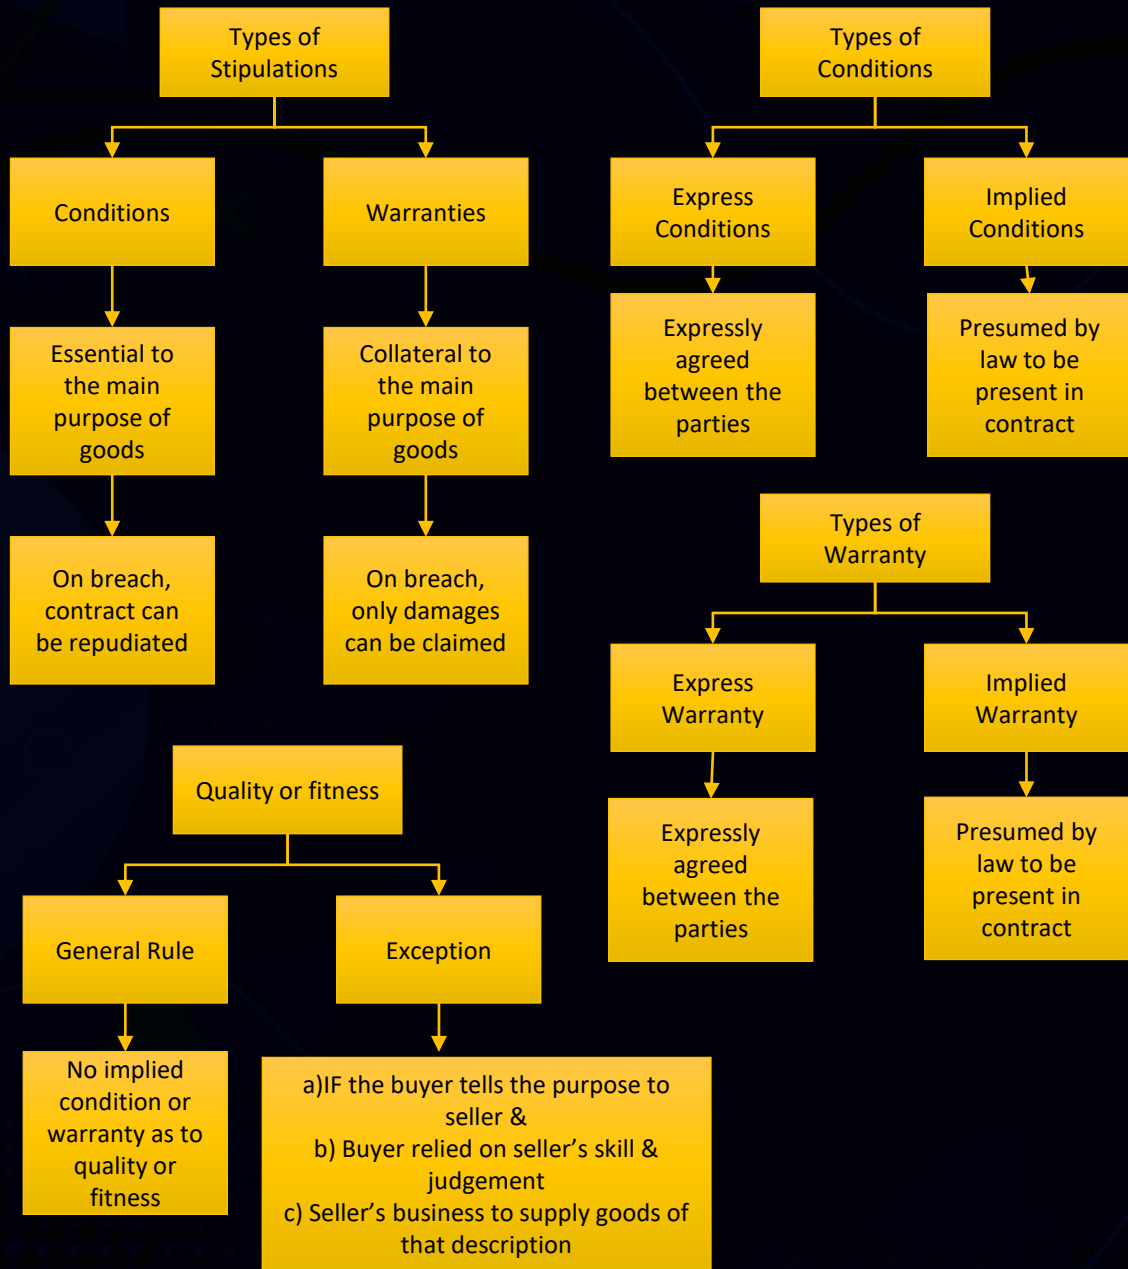 Types of
Stipulations
Conditions
Warranties
Essential to
the main
purpose of
goods
Collateral to
the main
purpose of
goods
On breach,
contract can
be repudiated
On breach,
only damages
can be claimed
Types of
Conditions
Express
Conditions
Implied
Conditions
Expressly
agreed
between the
parties
Presumed by
law to be
present in
contract
Types of
Warranty
Express
Warranty
Implied
Warranty
Expressly
agreed
between the
parties
Presumed by
law to be
present in
contract
Quality or fitness
General Rule
Exception
No implied
condition or
warranty as to
quality or
fitness
a)IF the buyer tells the purpose to
seller &
b) Buyer relied on seller’s skill &
judgement
c) Seller’s business to supply goods of
that description